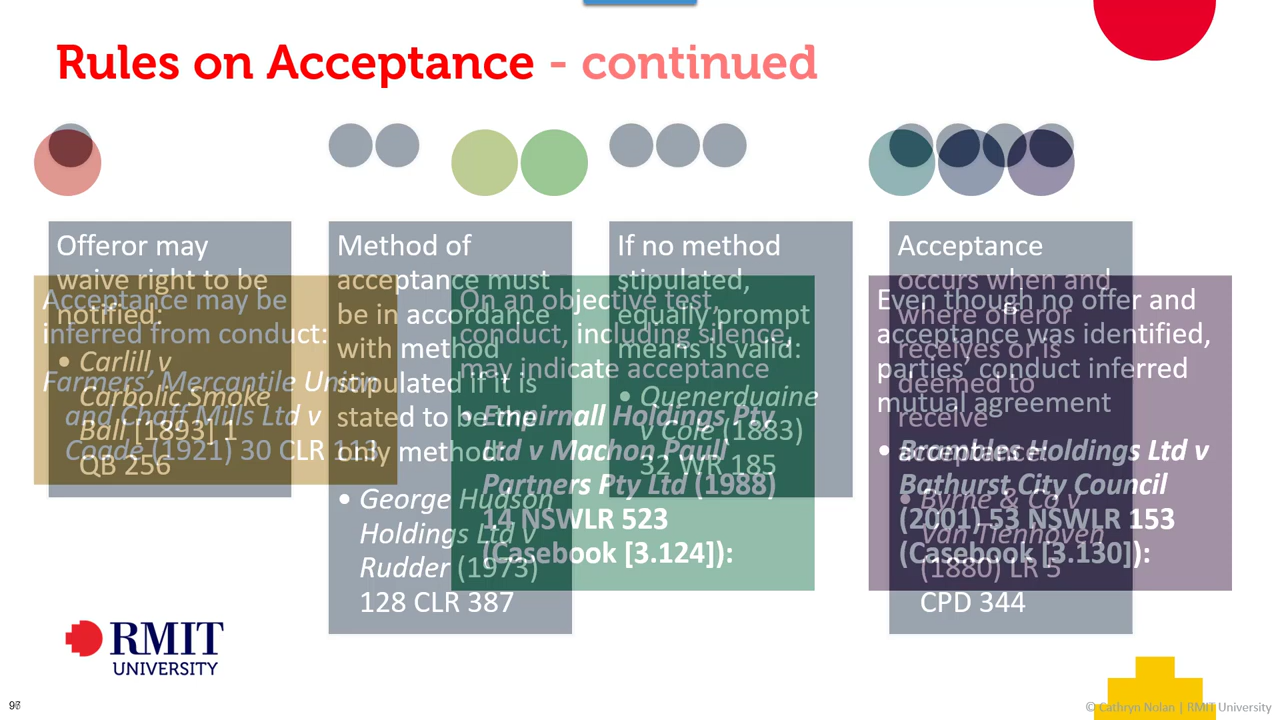 Rules on Acceptance - continued
Offeror may
waive right to be
notified:
• Carlill v
Carbolic Smoke
Ball [1893] 1
QB 256
Method of
acceptance must
be in accordance
with method
stipulated if it is
stated to be the
only method:
• George Hudson
Holdings Ltd v
Rudder (1973)
128 CLR 387
If no method
stipulated,
equally prompt
means is valid:
• Quenerduaine
v Cole (1883)
32 WR 185
Acceptance
occurs when and
where offeror
receives or is
deemed to
receive
acceptance:
• Byrne & Co v
Van Tienhoven
(1880) LR 5
CPD 344
Acceptance may be
inferred from conduct:
Farmers' Mercantile Union
and Chaff Mills Ltd v
Coade (1921) 30 CLR 113
On an objective test,
conduct, including silence,
may indicate acceptance
• Empirnall Holdings Pty
Ltd v Machon Paull
Partners Pty Ltd (1988)
14 NSWLR 523
(Casebook [3.124]):
Even though no offer and
acceptance was identified,
parties' conduct inferred
mutual agreement
• Brambles Holdings Ltd v
Bathurst City Council
(2001) 53 NSWLR 153
(Casebook [3.130]):
RMIT
UNIVERSITY
© Cathryn Nolan | RMIT University